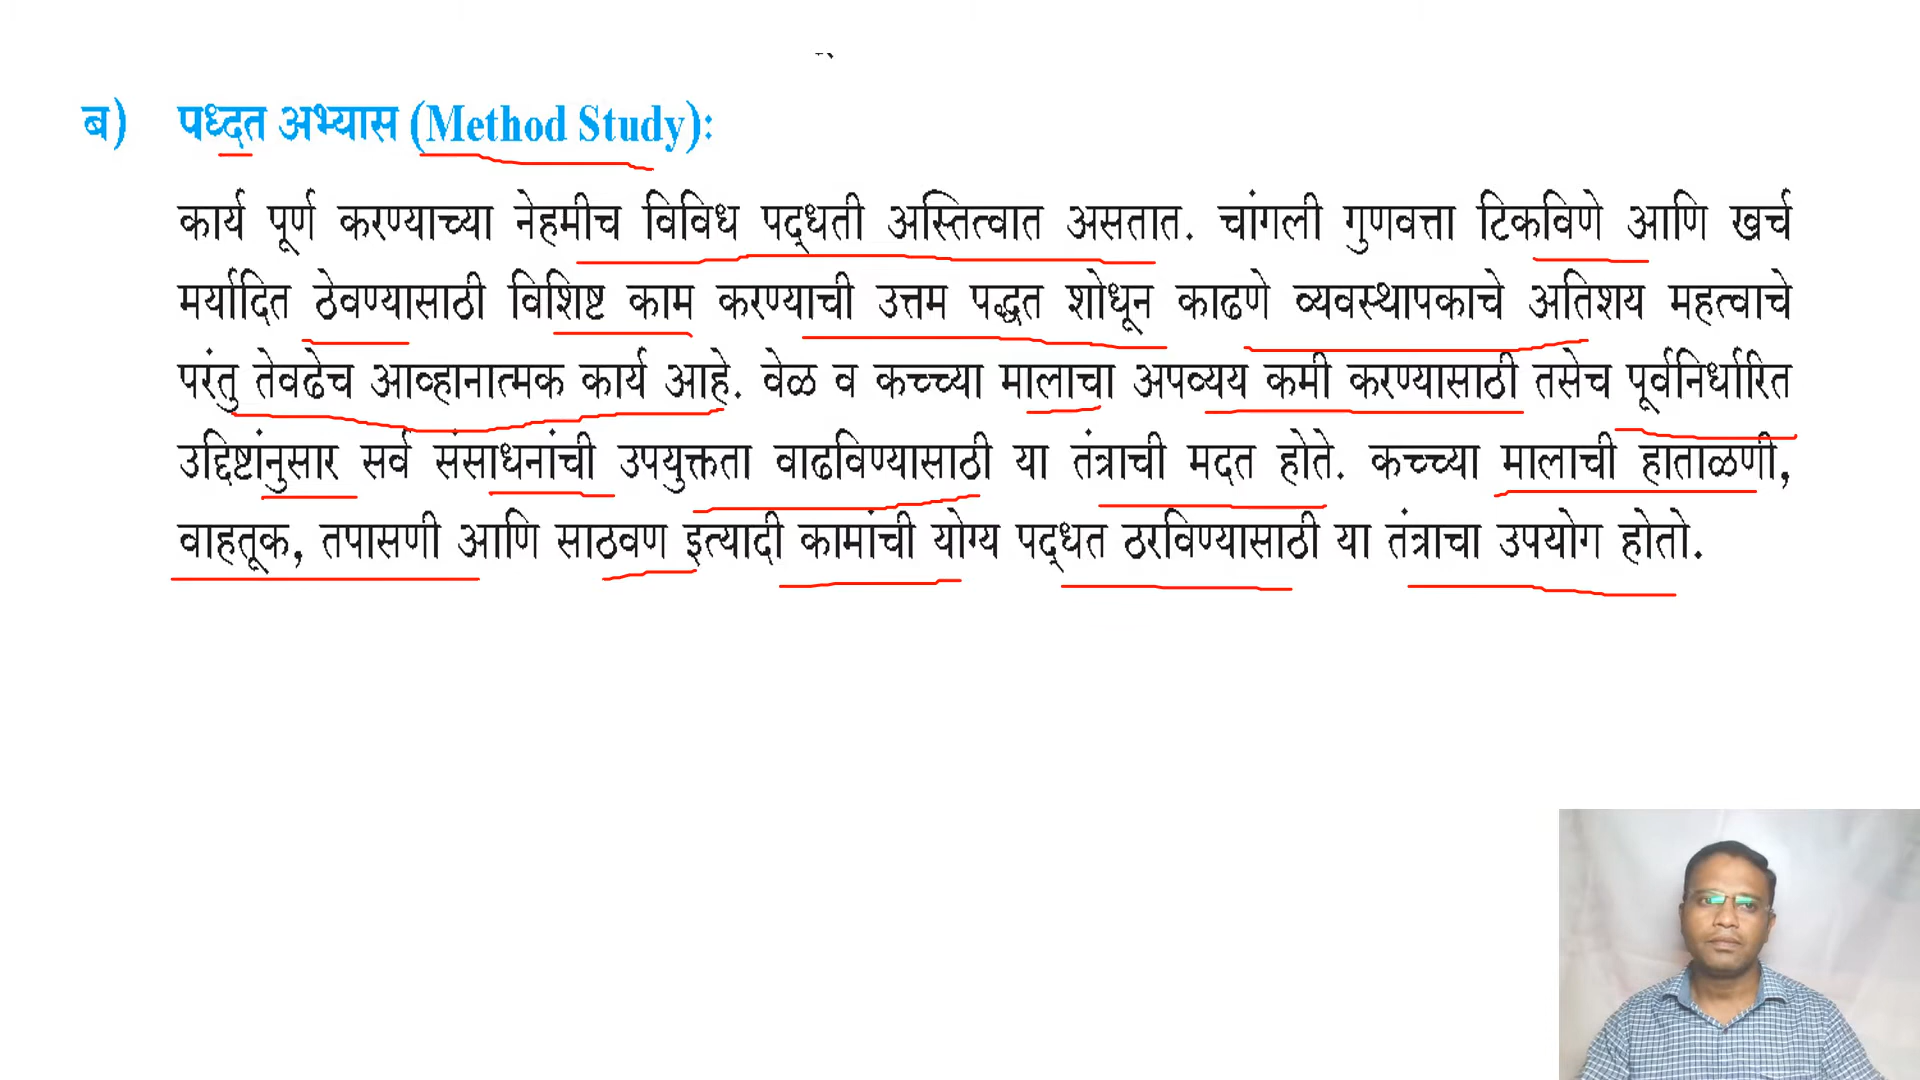 ब) पध्दत अभ्यास (Method Study):
कार्य पूर्ण करण्याच्या नेहमीच विविध पद्धती अस्तित्वात असतात. चांगली गुणवत्ता टिकविणे आणि खर्च
मर्यादित ठेवण्यासाठी विशिष्ट काम करण्याची उत्तम पद्धत शोधून काढणे व्यवस्थापकाचे अतिशय महत्वाचे
परंतु तेवढेच आव्हानात्मक कार्य आहे. वेळ व कच्च्या मालाचा अपव्यय कमी करण्यासाठी तसेच पूर्वनिर्धारित
उद्दिष्टांनुसार सर्व संसाधनांची उपयुक्तता वाढविण्यासाठी या तंत्राची मदत होते. कच्च्या मालाची हाताळणी,
वाहतूक, तपासणी आणि साठवण इत्यादी कामांची योग्य पद्धत ठरविण्यासाठी या तंत्राचा उपयोग होतो.